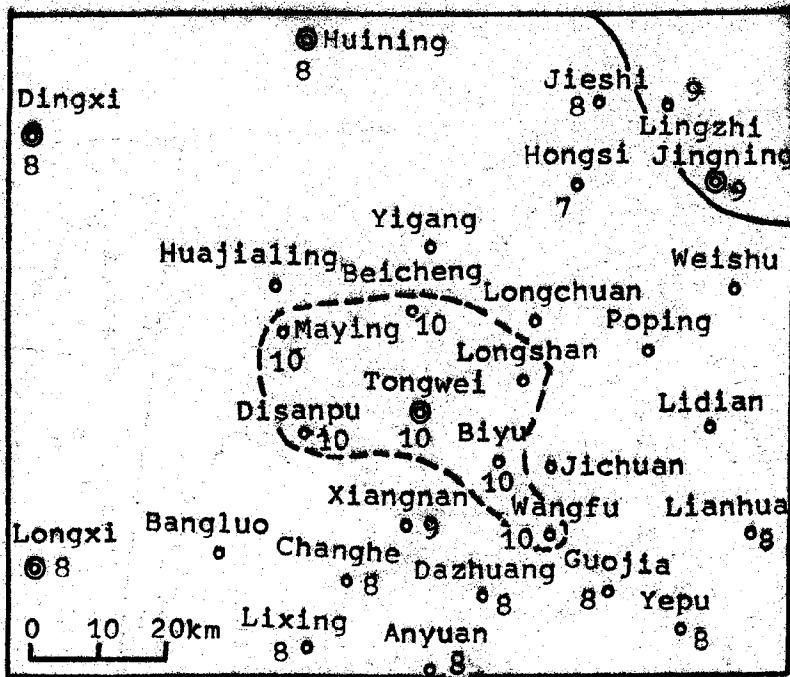 Huining
8
Jieshi
8
9
Dingxi
8
Lingzhi
Hongsi
Jingning
7
9
Yigang
Huajialing
Beicheng
Weishu
Longchuan
10
Maying
10
Poping
Longshan
Tongwei
10
Disanpu
10
Lidian
Biyu
10
Jichuan
Xiangnan
9
Wangfu
10
Lianhua
8
Longxi
8
Bangluo
Changhe
8
Dazhuang
8
Guojia
8
Yepu
8
0 10 20km
Lixing
8
Anyuan
8